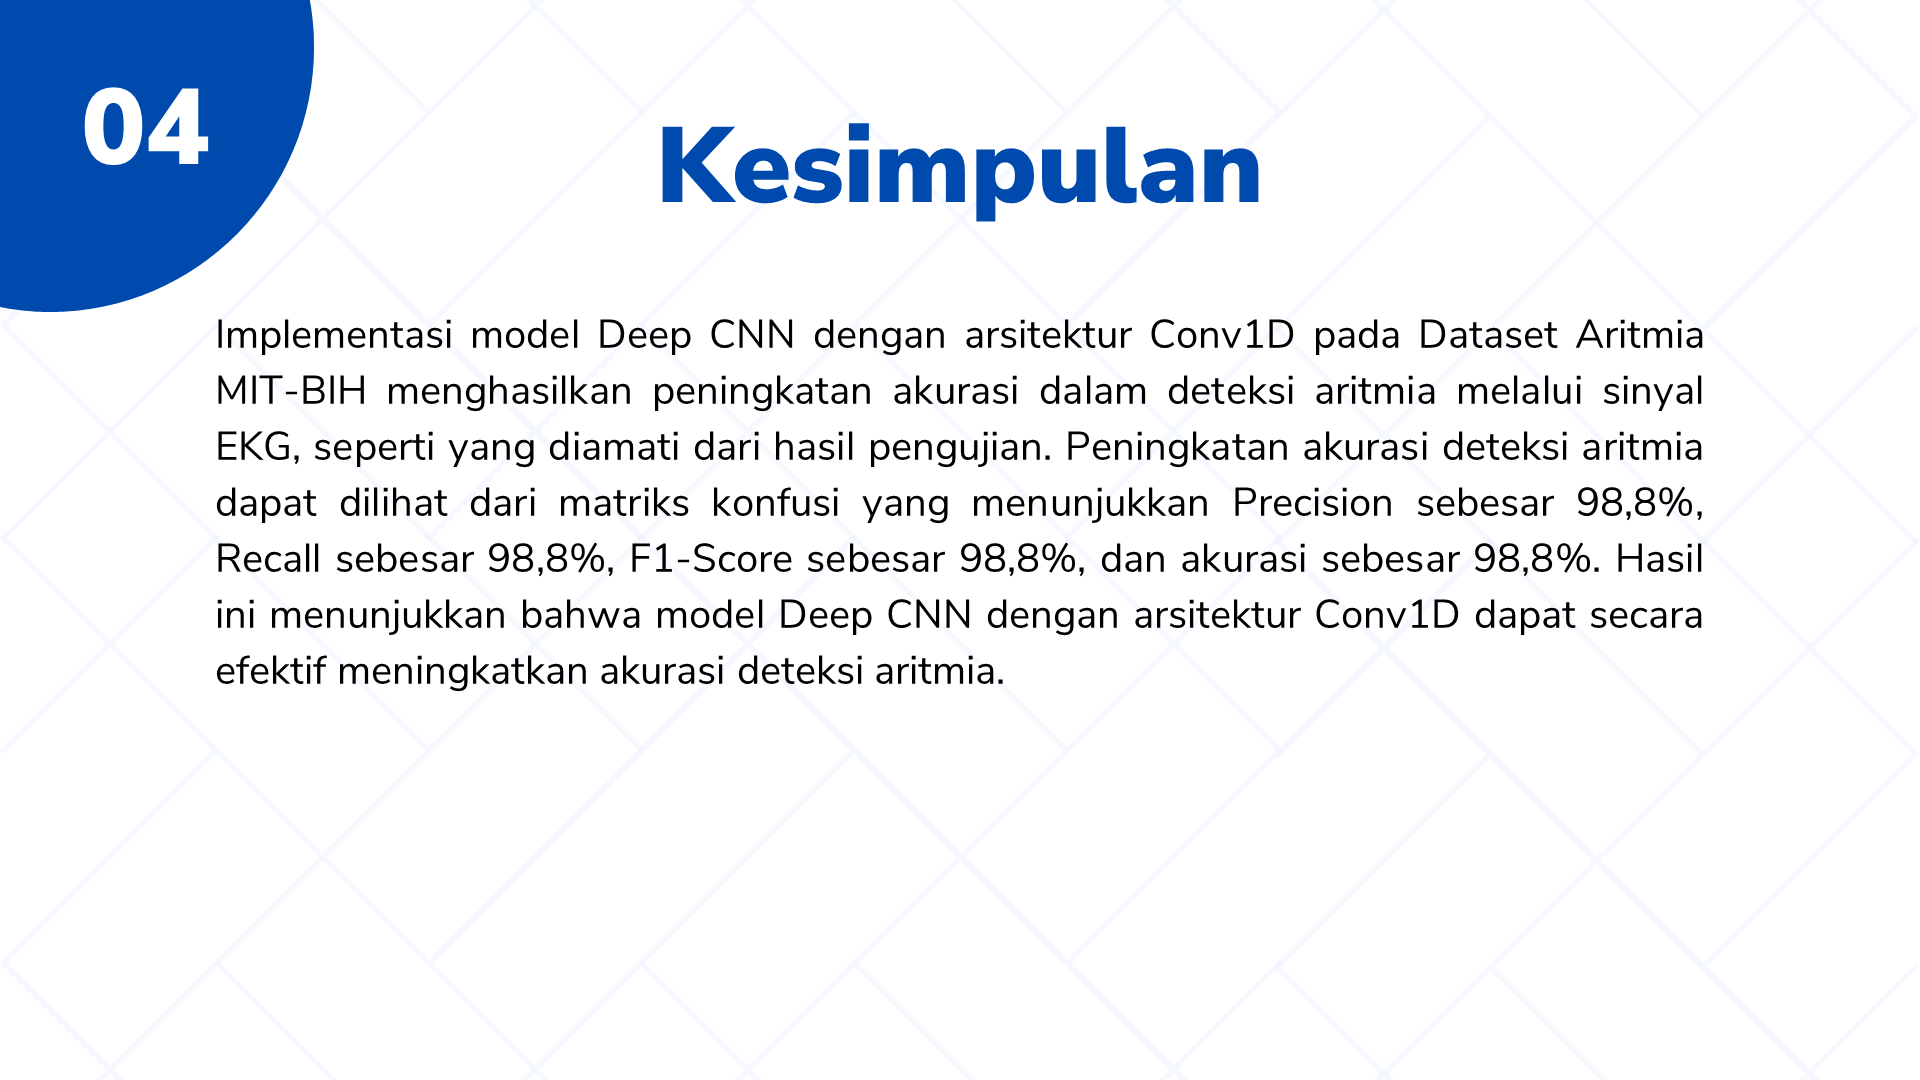 04
Kesimpulan
Implementasi model Deep CNN dengan arsitektur Conv1D pada Dataset Aritmia
MIT-BIH menghasilkan peningkatan akurasi dalam deteksi aritmia melalui sinyal
EKG, seperti yang diamati dari hasil pengujian. Peningkatan akurasi deteksi aritmia
dapat dilihat dari matriks konfusi yang menunjukkan Precision sebesar 98,8%,
Recall sebesar 98,8%, F1-Score sebesar 98,8%, dan akurasi sebesar 98,8%. Hasil
ini menunjukkan bahwa model Deep CNN dengan arsitektur Conv1D dapat secara
efektif meningkatkan akurasi deteksi aritmia.